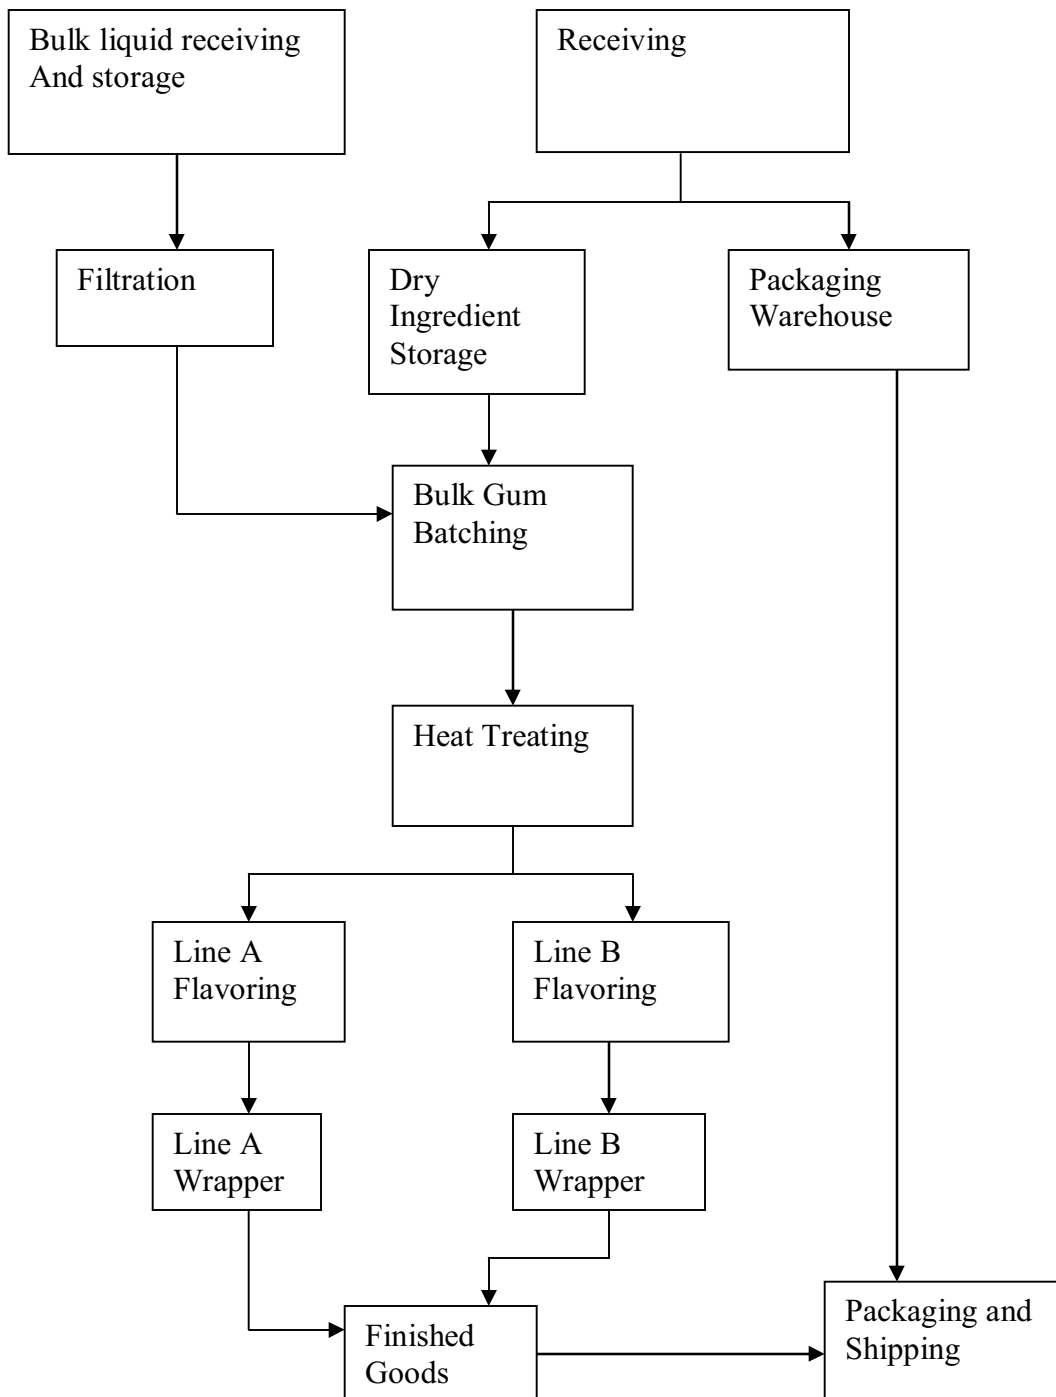 Bulk liquid receiving
And storage
Receiving
Filtration
Dry
Ingredient
Storage
Packaging
Warehouse
Bulk Gum
Batching
Heat Treating
Line A
Flavoring
Line B
Flavoring
Line A
Wrapper
Line B
Wrapper
Finished
Goods
Packaging and
Shipping